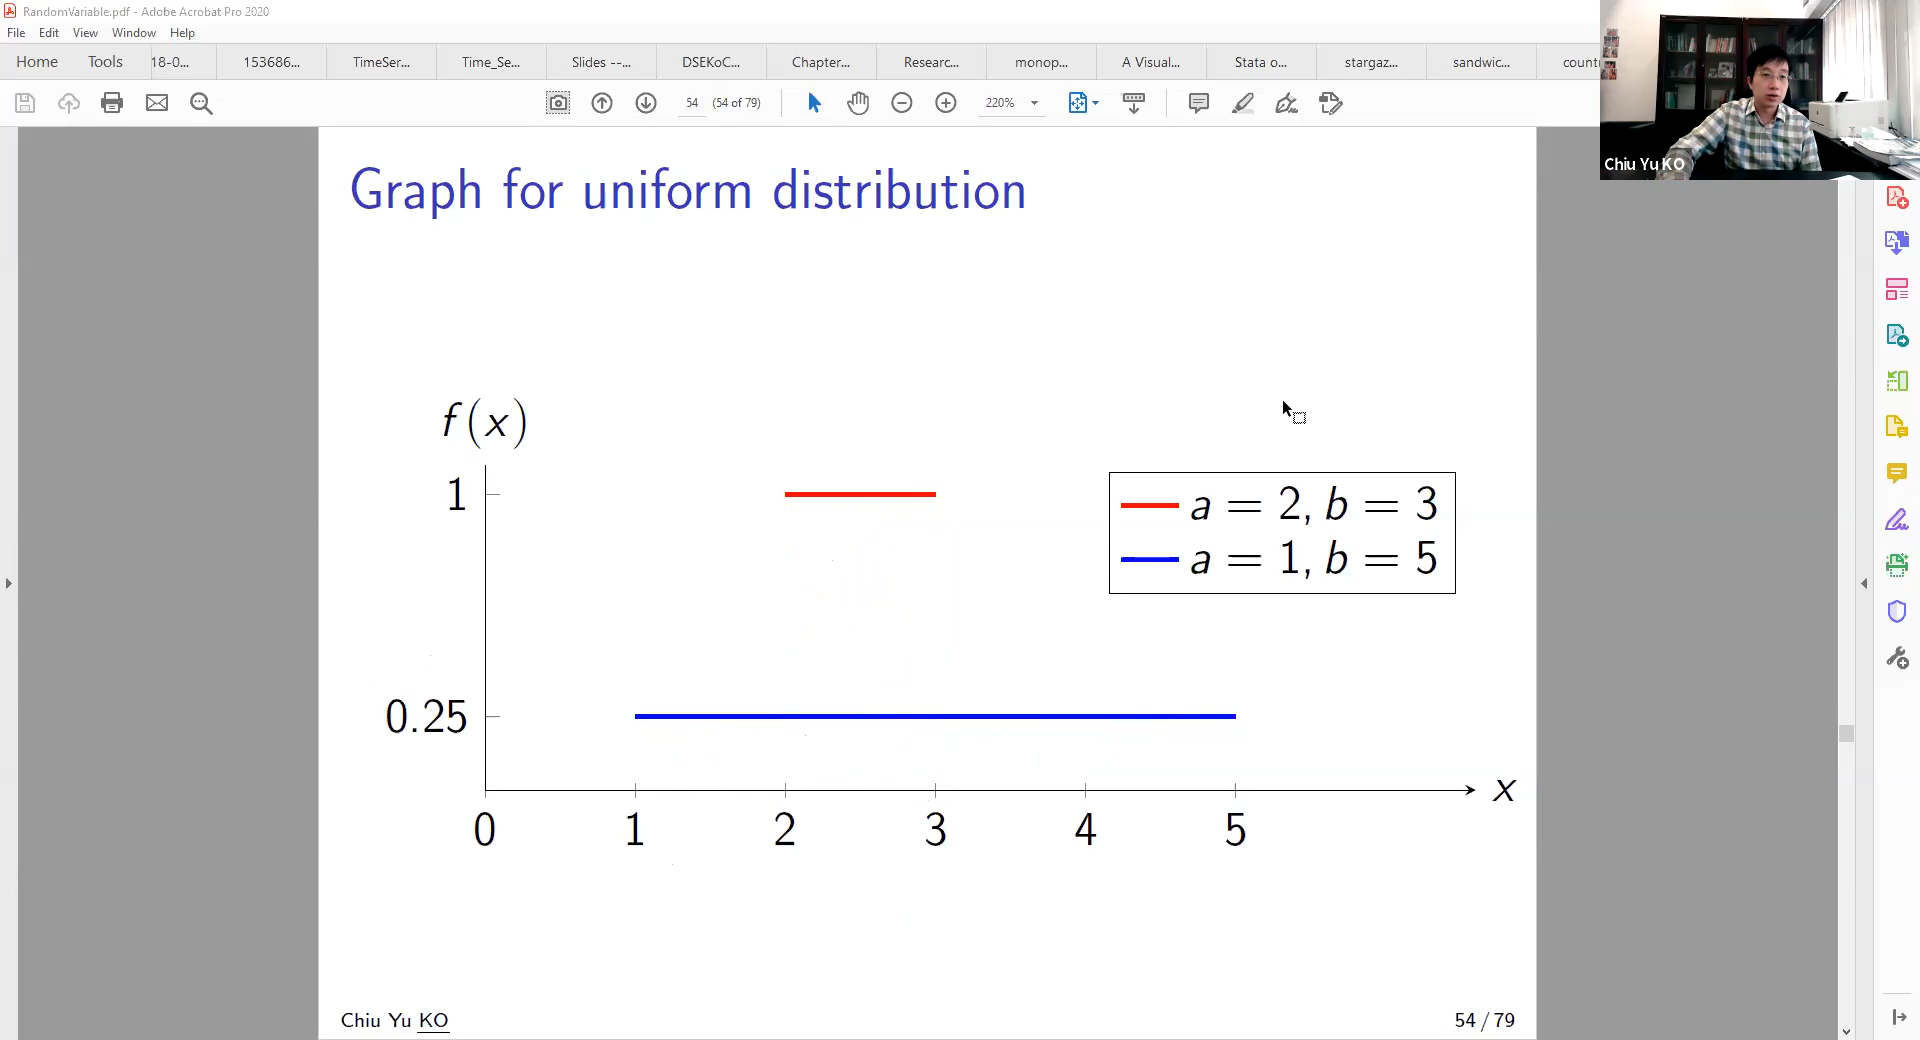 RandomVariable.pdf - Adobe Acrobat Pro 2020
File Edit View Window Help
Home Tools 18-0... 153686... TimeSer... Time_Se... Slides --... DSEKoC... Chapter... Researc... monop... A Visual... Stata o... stargaz... sandwic... count
54 (54 of 79) 220%
Chiu Yu KO
Graph for uniform distribution
f(x)
1
a = 2, b = 3
a = 1, b = 5
0.25
x
0 1 2 3 4 5
Chiu Yu KO 54 / 79